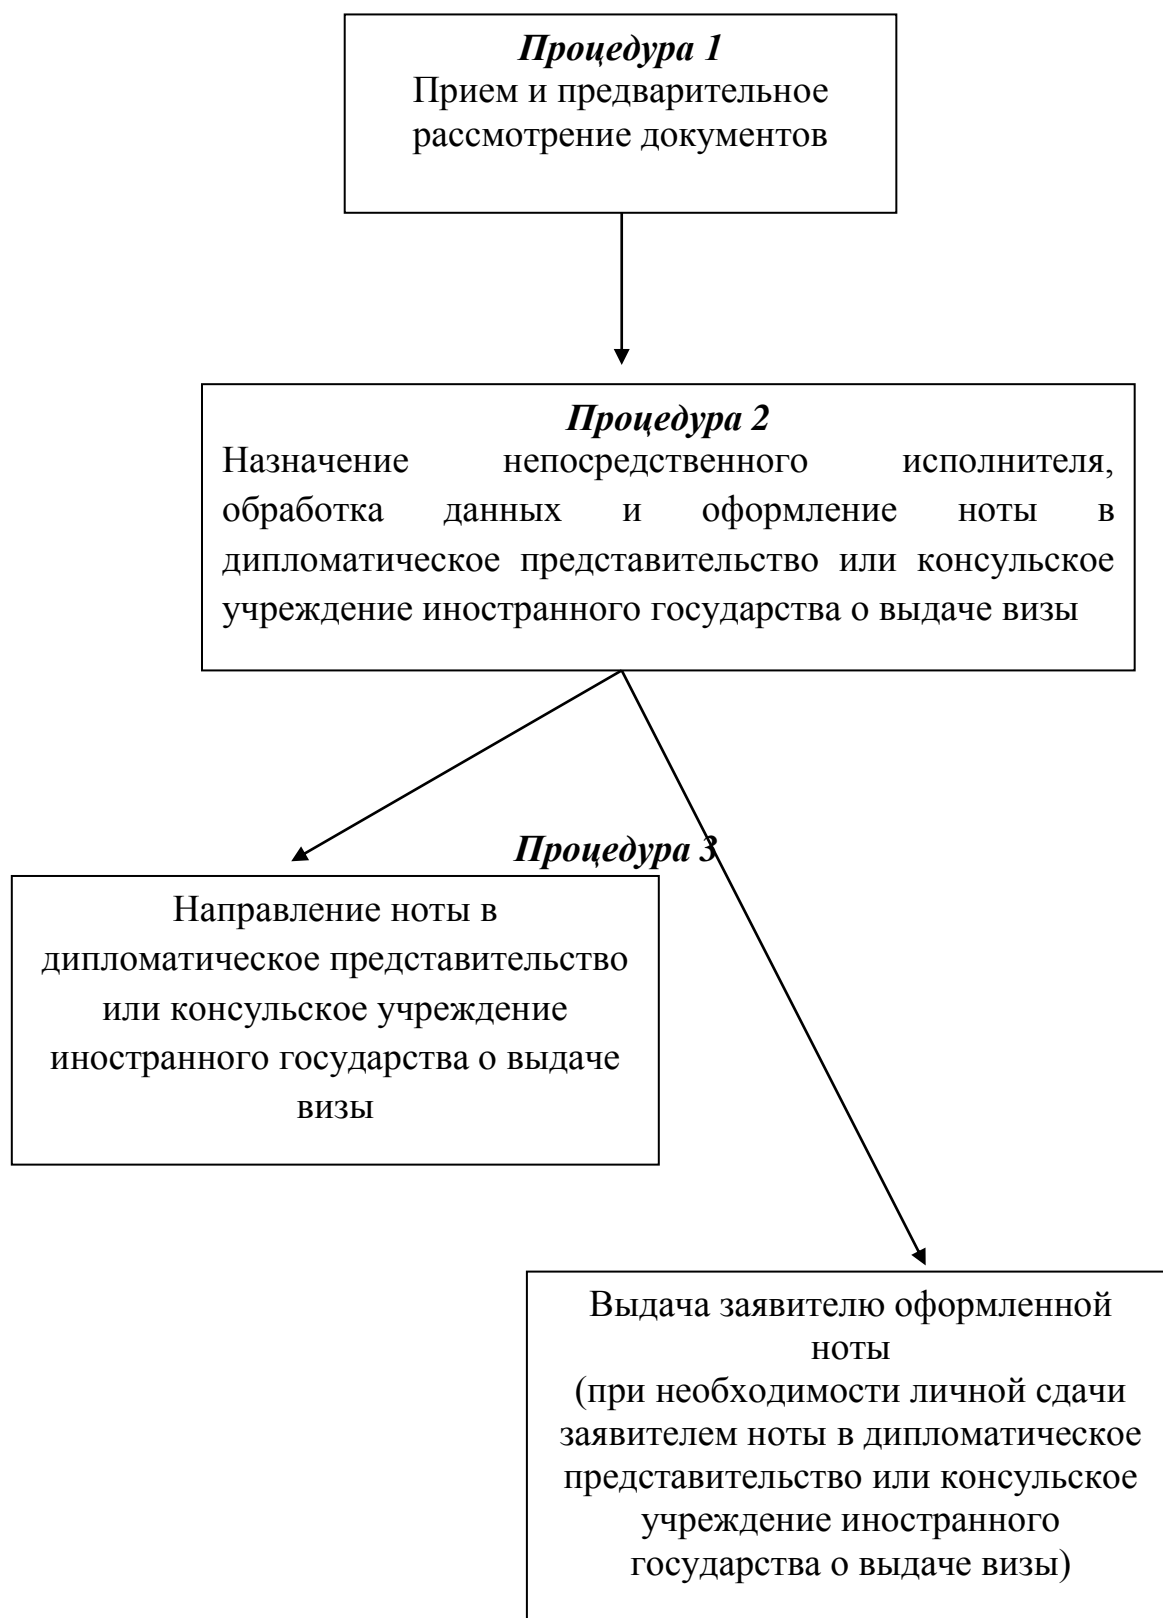 Процедура 1
Прием и предварительное
рассмотрение документов
Процедура 2
Назначение непосредственного исполнителя,
обработка данных и оформление ноты в
дипломатическое представительство или консульское
учреждение иностранного государства о выдаче визы
Процедура 3
Направление ноты в
дипломатическое представительство
или консульское учреждение
иностранного государства о выдаче
визы
Выдача заявителю оформленной
ноты
(при необходимости личной сдачи
заявителем ноты в дипломатическое
представительство или консульское
учреждение иностранного
государства о выдаче визы)